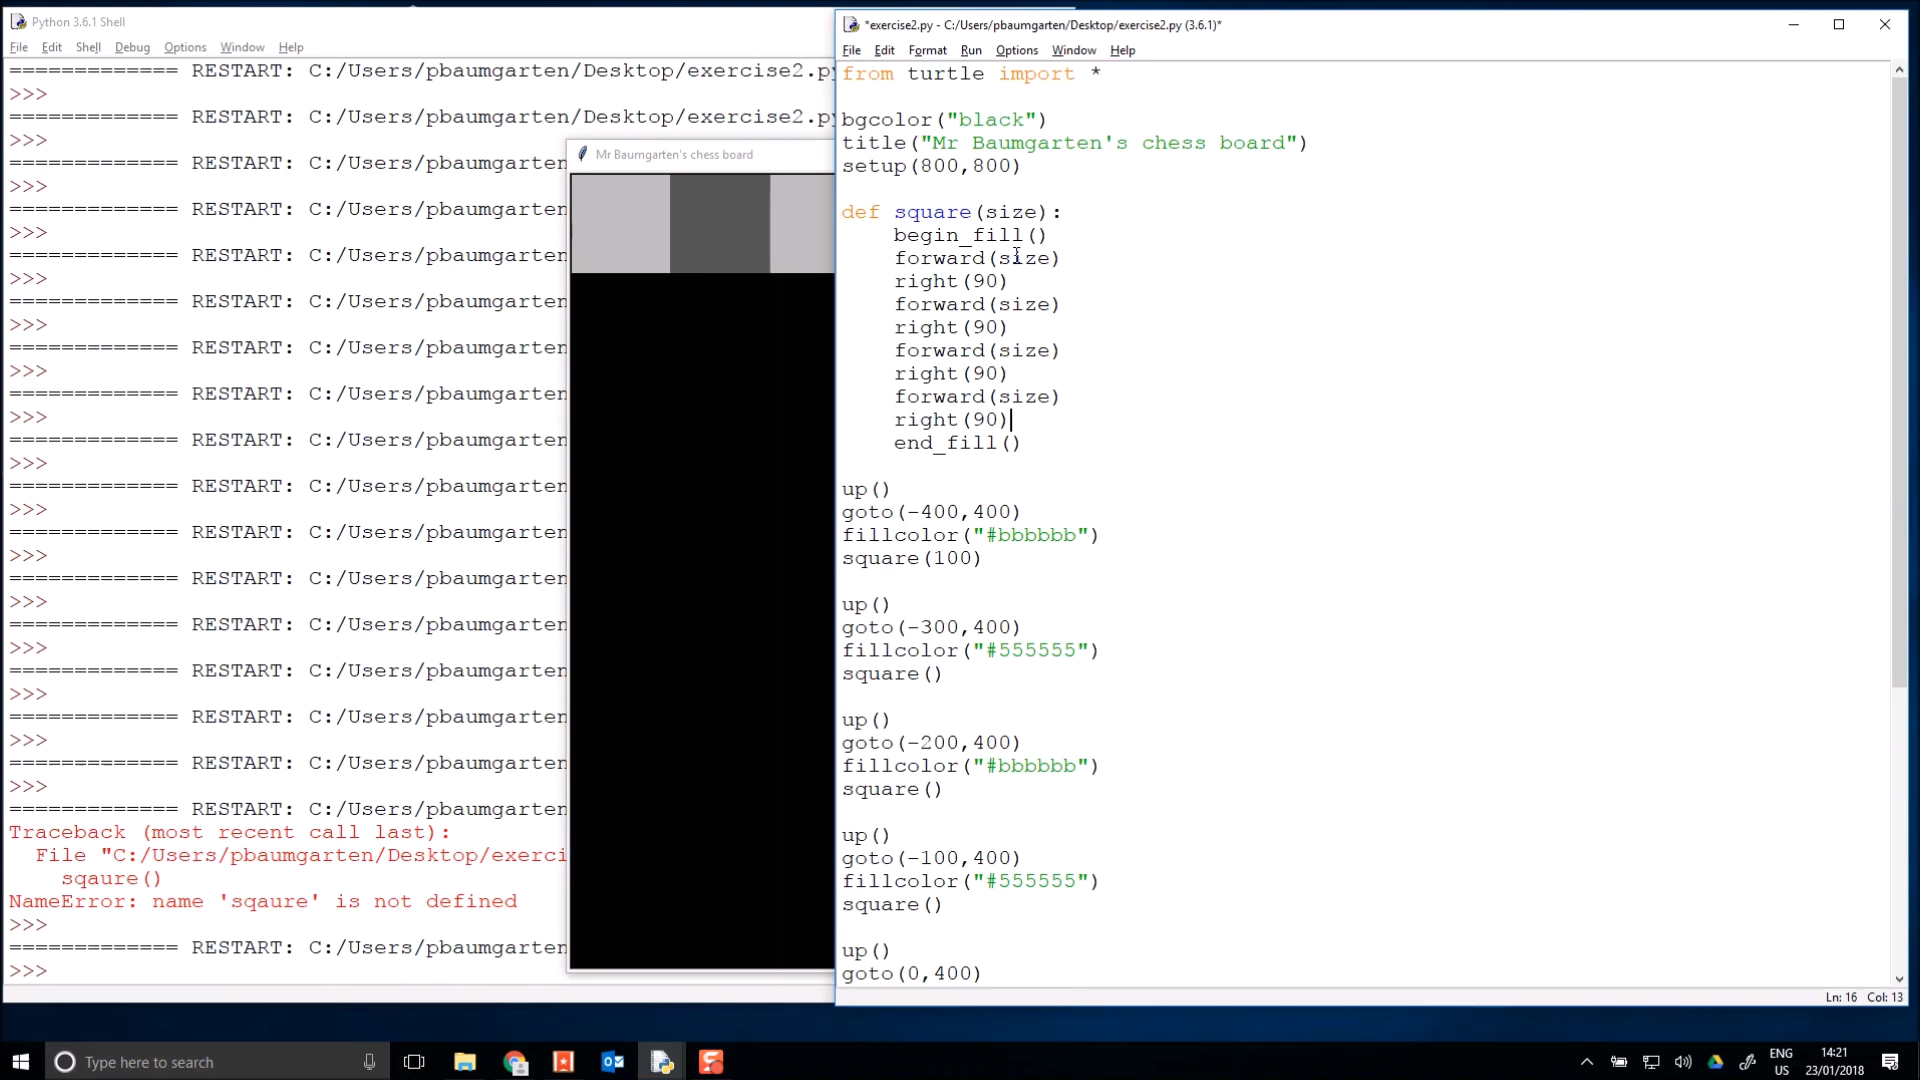 Python 3.6.1 Shell
File Edit Shell Debug Options Window Help
============= RESTART: C:/Users/pbaumgarten/Desktop/exercise2.py
>>>
============= RESTART: C:/Users/pbaumgarten/Desktop/exercise2.py
>>>
============= RESTART: C:/Users/pbaumgarten
>>>
============= RESTART: C:/Users/pbaumgarten
>>>
============= RESTART: C:/Users/pbaumgarten
>>>
============= RESTART: C:/Users/pbaumgarten
>>>
============= RESTART: C:/Users/pbaumgarten
>>>
============= RESTART: C:/Users/pbaumgarten
>>>
============= RESTART: C:/Users/pbaumgarten
>>>
============= RESTART: C:/Users/pbaumgarten
>>>
============= RESTART: C:/Users/pbaumgarten
>>>
============= RESTART: C:/Users/pbaumgarten
>>>
============= RESTART: C:/Users/pbaumgarten
>>>
============= RESTART: C:/Users/pbaumgarten
>>>
============= RESTART: C:/Users/pbaumgarten
>>>
============= RESTART: C:/Users/pbaumgarten
>>>
============= RESTART: C:/Users/pbaumgarten
Traceback (most recent call last):
File "C:/Users/pbaumgarten/Desktop/exerci
sqaure()
NameError: name 'sqaure' is not defined
>>>
============= RESTART: C:/Users/pbaumgarten
>>>
Mr Baumgarten's chess board
*exercise2.py - C:/Users/pbaumgarten/Desktop/exercise2.py (3.6.1)*
File Edit Format Run Options Window Help
from turtle import *
bgcolor("black")
title("Mr Baumgarten's chess board")
setup(800,800)
def square(size):
begin_fill()
forward(size)
right(90)
forward(size)
right(90)
forward(size)
right(90)
forward(size)
right(90)
end_fill()
up()
goto(-400,400)
fillcolor("#bbbbbb")
square(100)
up()
goto(-300,400)
fillcolor("#555555")
square()
up()
goto(-200,400)
fillcolor("#bbbbbb")
square()
up()
goto(-100,400)
fillcolor("#555555")
square()
up()
goto(0,400)
Ln: 16 Col: 13
Type here to search
ENG
US
14:21
23/01/2018